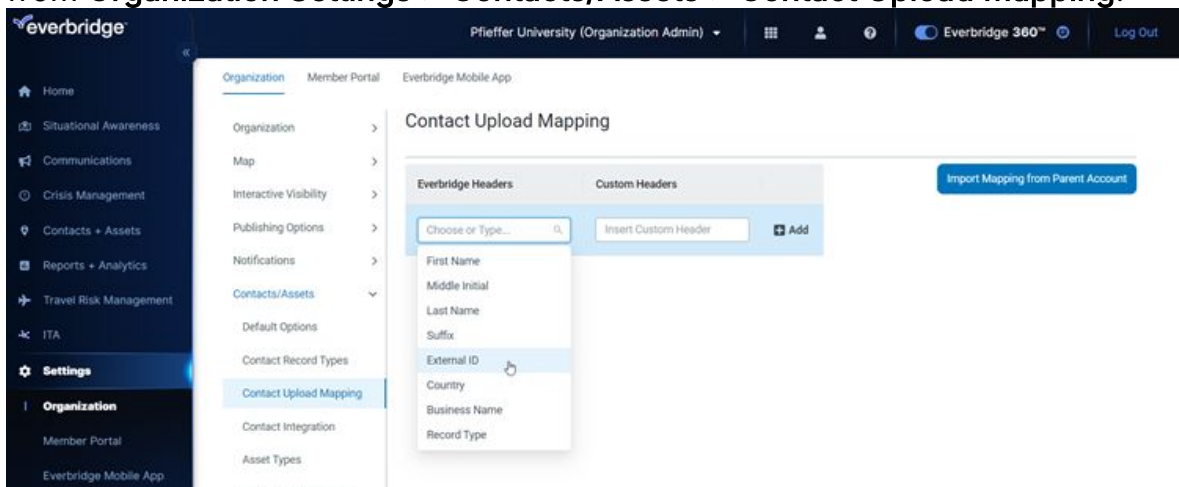 from Organization Settings > Contacts/Assets > Contact Upload Mapping.
everbridge
Pfieffer University (Organization Admin)
Everbridge 360™
Log Out
Organization Member Portal Everbridge Mobile App
Home
Situational Awareness
Communications
Crisis Management
Contacts + Assets
Reports + Analytics
Travel Risk Management
ITA
Settings
Organization
Member Portal
Everbridge Mobile App
Organization
Map
Interactive Visibility
Publishing Options
Notifications
Contacts/Assets
Default Options
Contact Record Types
Contact Upload Mapping
Contact Integration
Asset Types
Contact Upload Mapping
Import Mapping from Parent Account
Everbridge Headers Custom Headers
Choose or Type... Insert Custom Header Add
First Name
Middle Initial
Last Name
Suffix
External ID
Country
Business Name
Record Type